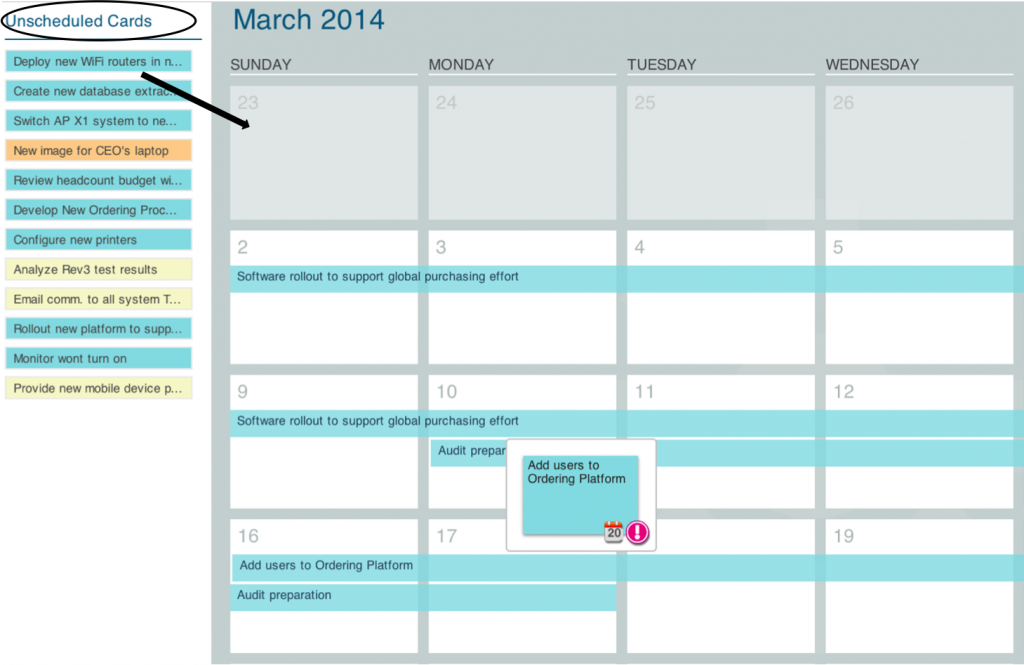 Unscheduled Cards
Deploy new WiFi routers in n...
Create new database extrac...
Switch AP X1 system to ne...
New image for CEO's laptop
Review headcount budget wi...
Develop New Ordering Proc...
Configure new printers
Analyze Rev3 test results
Email comm. to all system T...
Rollout new platform to supp...
Monitor wont turn on
Provide new mobile device p...
March 2014
SUNDAY MONDAY TUESDAY WEDNESDAY
23 24 25 26
2 3 4 5
Software rollout to support global purchasing effort
9 10 11 12
Software rollout to support global purchasing effort
Audit prepar
Add users to
Ordering Platform
20
16 17 19
Add users to Ordering Platform
Audit preparation